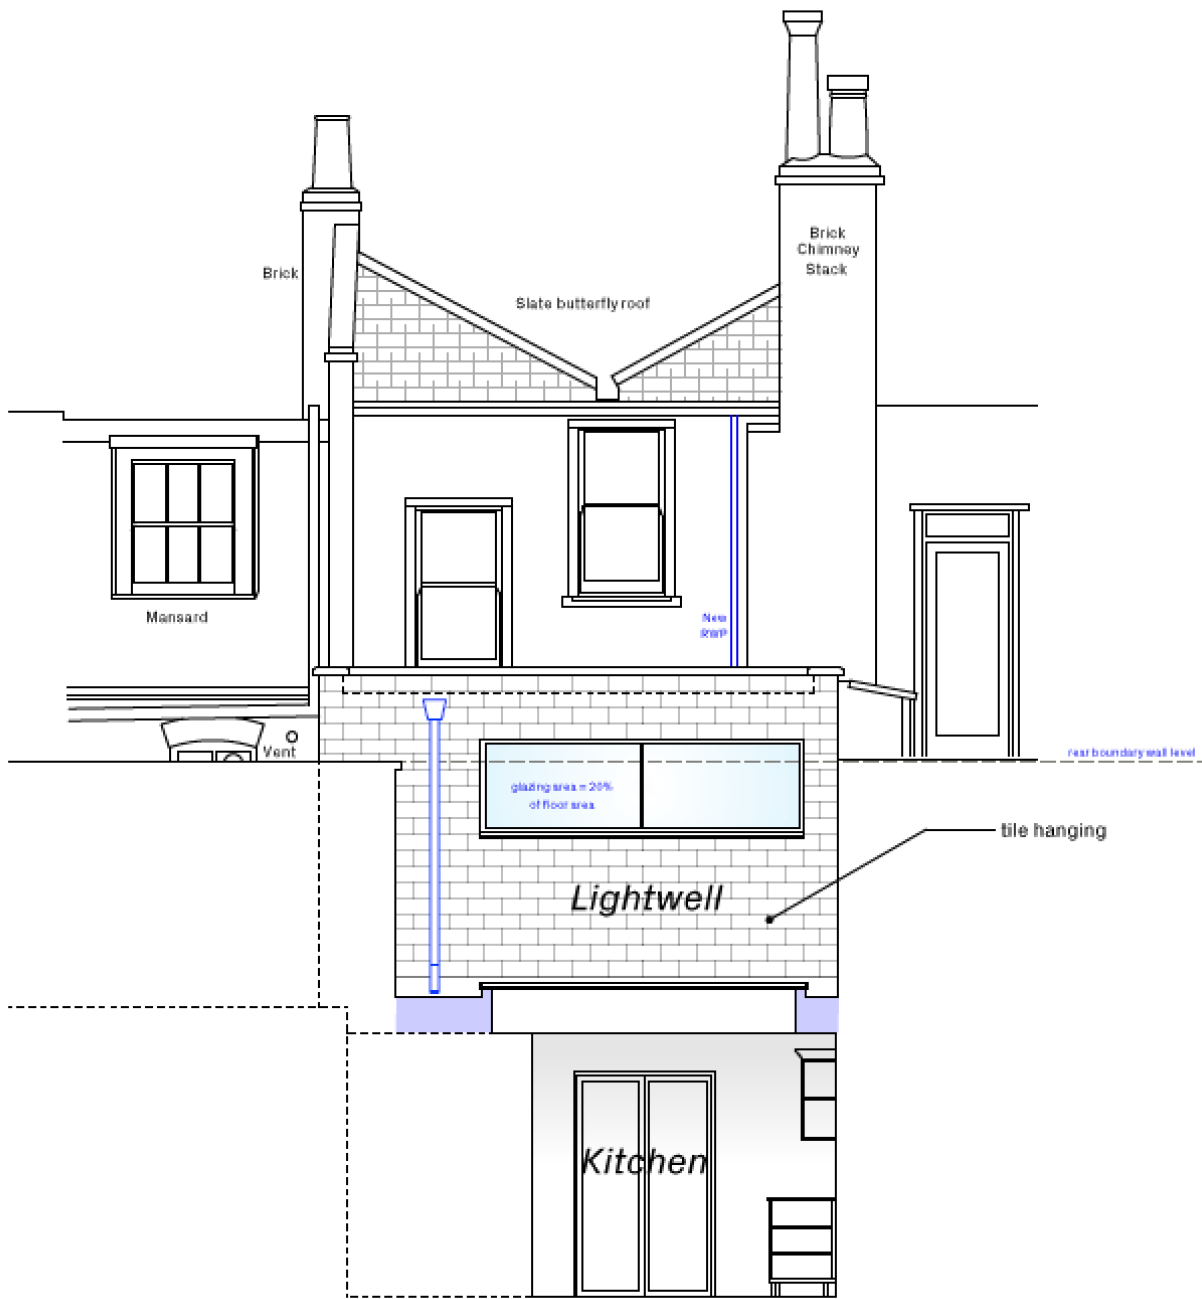 Brick
Chimney
Stack
Brick
Slate butterfly roof
Mansard
New
RWP
Vent
rear boundary wall level
glazing area = 20%
of floor area
tile hanging
Lightwell
Kitchen